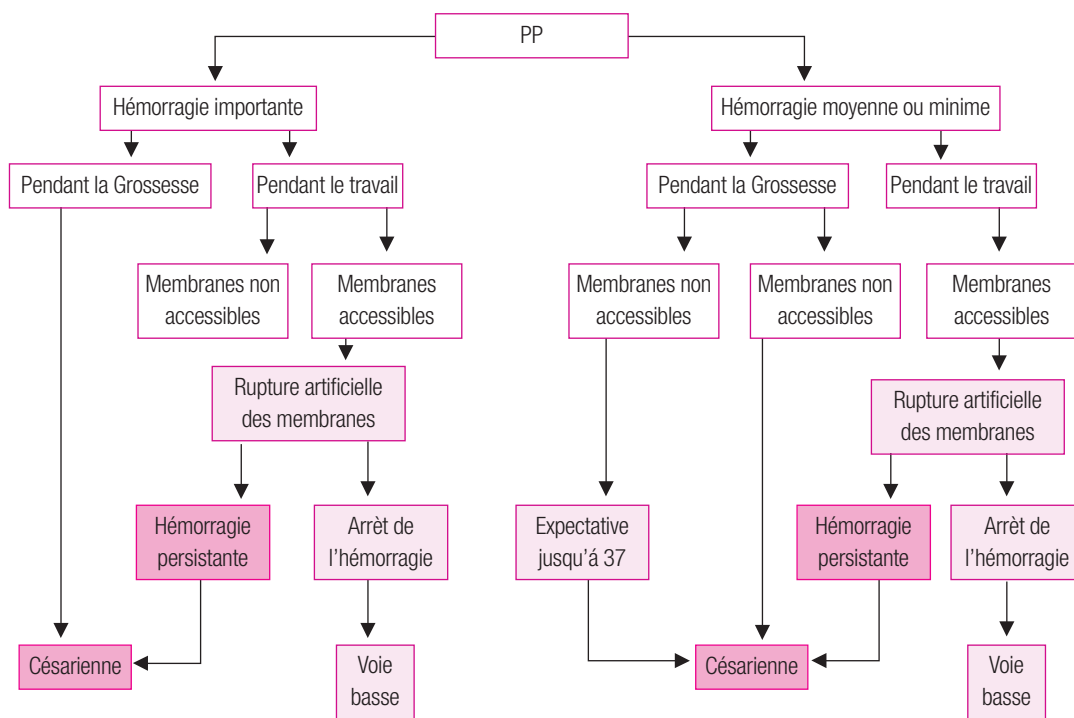 PP
Hémorragie importante
Hémorragie moyenne ou minime
Pendant la Grossesse
Pendant le travail
Pendant la Grossesse
Pendant le travail
Membranes non
accessibles
Membranes
accessibles
Membranes non
accessibles
Membranes non
accessibles
Membranes
accessibles
Rupture artificielle
des membranes
Rupture artificielle
des membranes
Hémorragie
persistante
Arrèt de
l’hémorragie
Expectative
jusqu’á 37
Hémorragie
persistante
Arrèt de
l’hémorragie
Césarienne
Voie
basse
Césarienne
Voie
basse